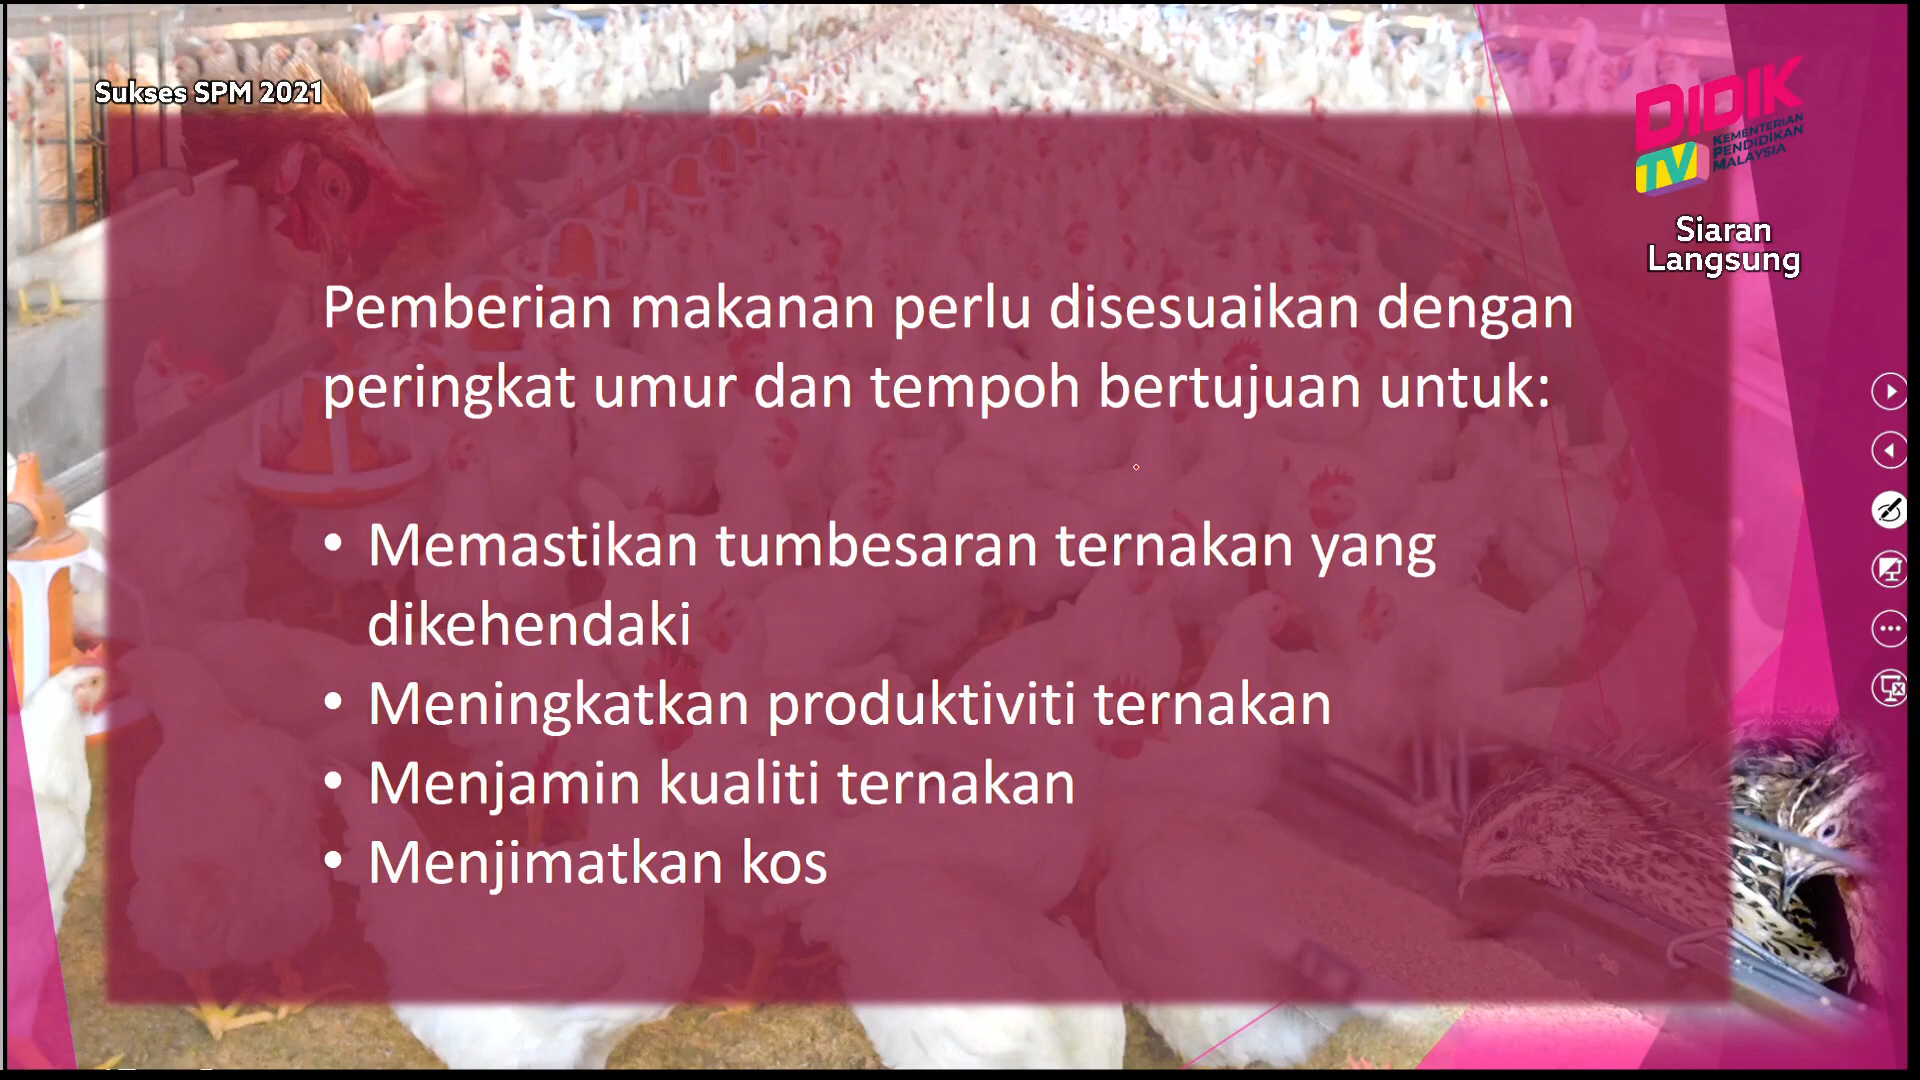 Sukses SPM 2021
DIDIK
TV
KEMENTERIAN
PENDIDIKAN
MALAYSIA
Siaran
Langsung
Pemberian makanan perlu disesuaikan dengan
peringkat umur dan tempoh bertujuan untuk:
• Memastikan tumbesaran ternakan yang
dikehendaki
• Meningkatkan produktiviti ternakan
• Menjamin kualiti ternakan
• Menjimatkan kos